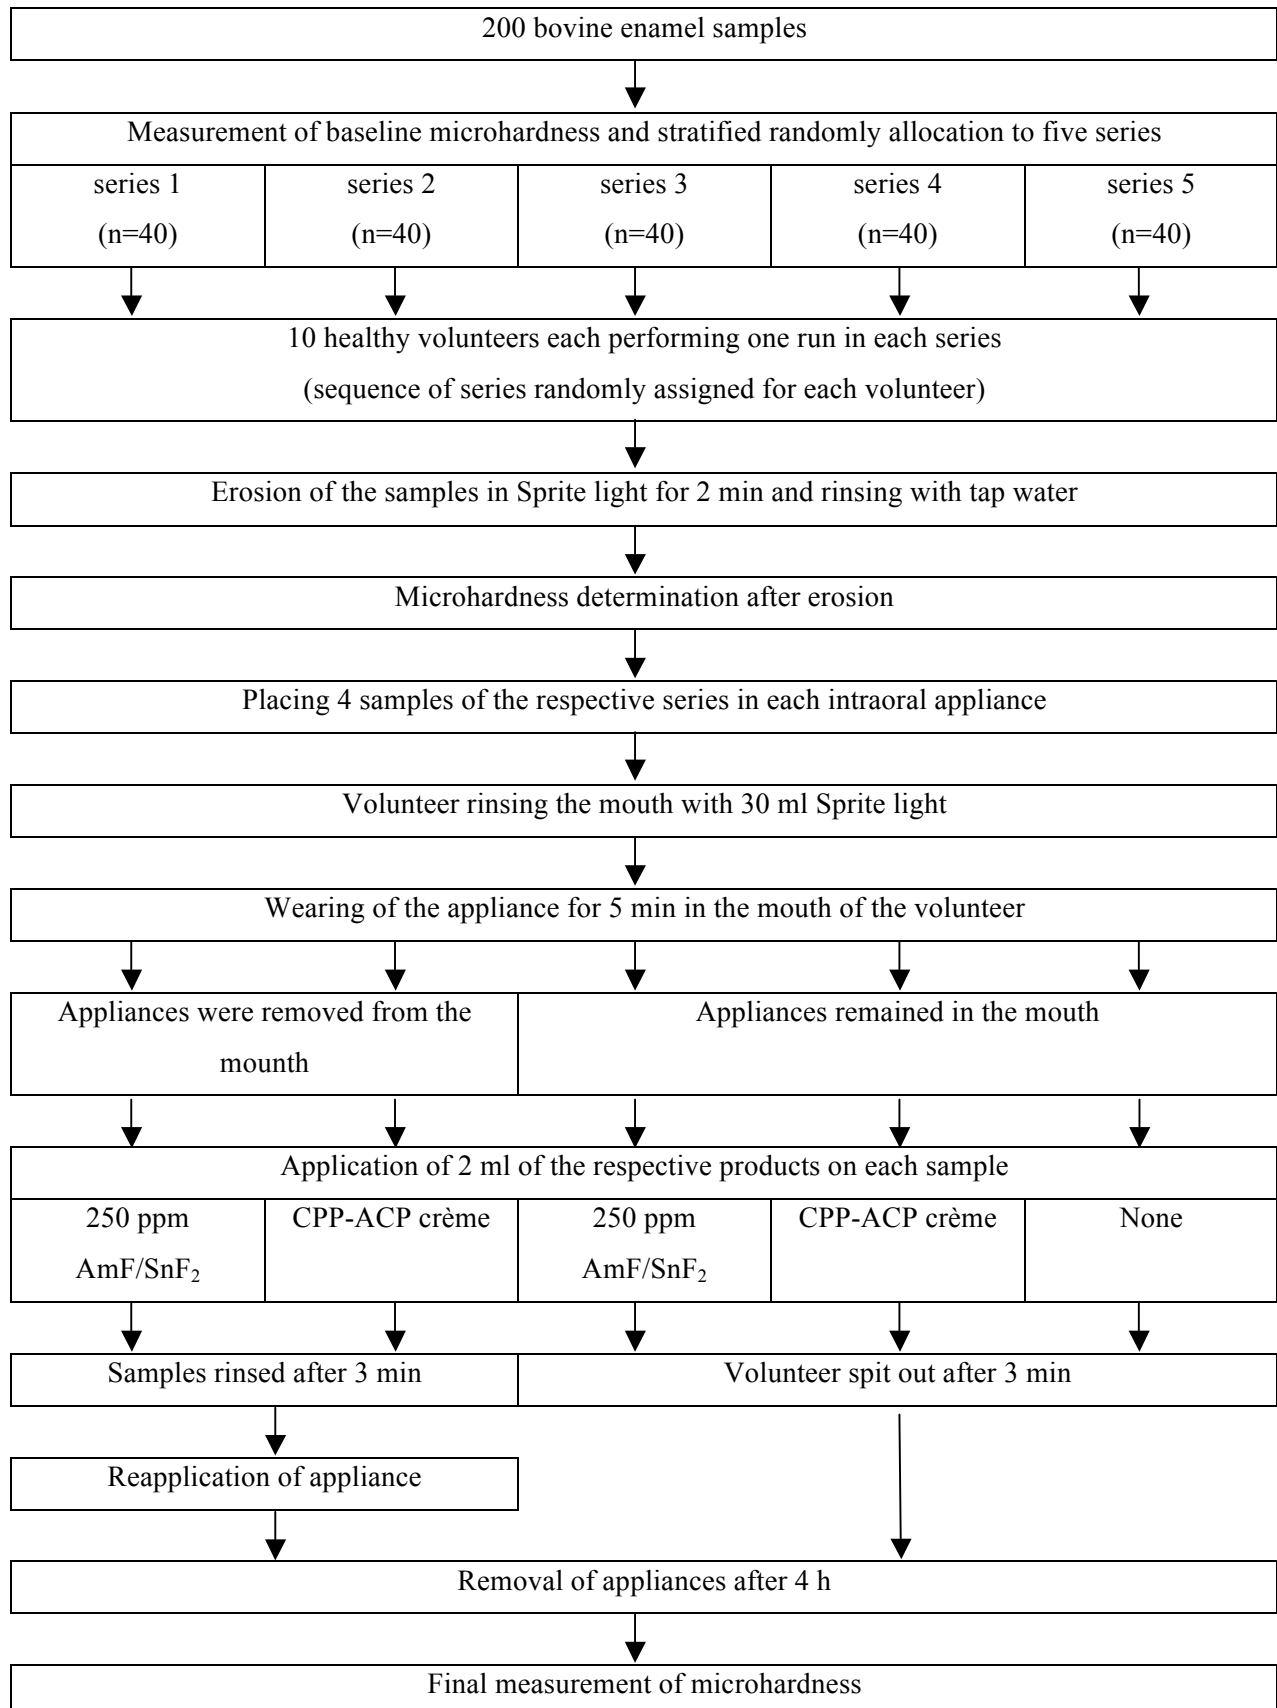 200 bovine enamel samples
Measurement of baseline microhardness and stratified randomly allocation to five series
series 1
(n=40)
series 2
(n=40)
series 3
(n=40)
series 4
(n=40)
series 5
(n=40)
10 healthy volunteers each performing one run in each series
(sequence of series randomly assigned for each volunteer)
Erosion of the samples in Sprite light for 2 min and rinsing with tap water
Microhardness determination after erosion
Placing 4 samples of the respective series in each intraoral appliance
Volunteer rinsing the mouth with 30 ml Sprite light
Wearing of the appliance for 5 min in the mouth of the volunteer
Appliances were removed from the
mounth
Appliances remained in the mouth
Application of 2 ml of the respective products on each sample
250 ppm
AmF/SnF₂
CPP-ACP crème
250 ppm
AmF/SnF₂
CPP-ACP crème
None
Samples rinsed after 3 min
Volunteer spit out after 3 min
Reapplication of appliance
Removal of appliances after 4 h
Final measurement of microhardness